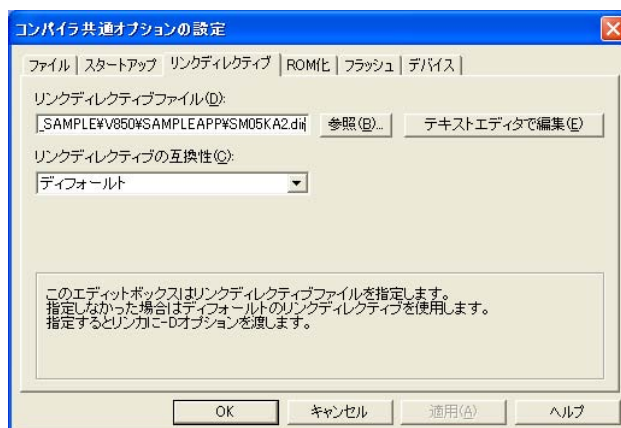 コンパイラ共通オプションの設定
ファイル スタートアップ リンクディレクティブ ROM化 フラッシュ デバイス
リンクディレクティブファイル(D):
_SAMPLE¥V850¥SAMPLEAPP¥SM05KA2.dir 参照(B)... テキストエディタで編集(E)
リンクディレクティブの互換性(C):
ディフォールト
このエディットボックスはリンクディレクティブファイルを指定します。
指定しなかった場合はディフォールトのリンクディレクティブを使用します。
指定するとリンカに-Dオプションを渡します。
OK キャンセル 適用(A) ヘルプ